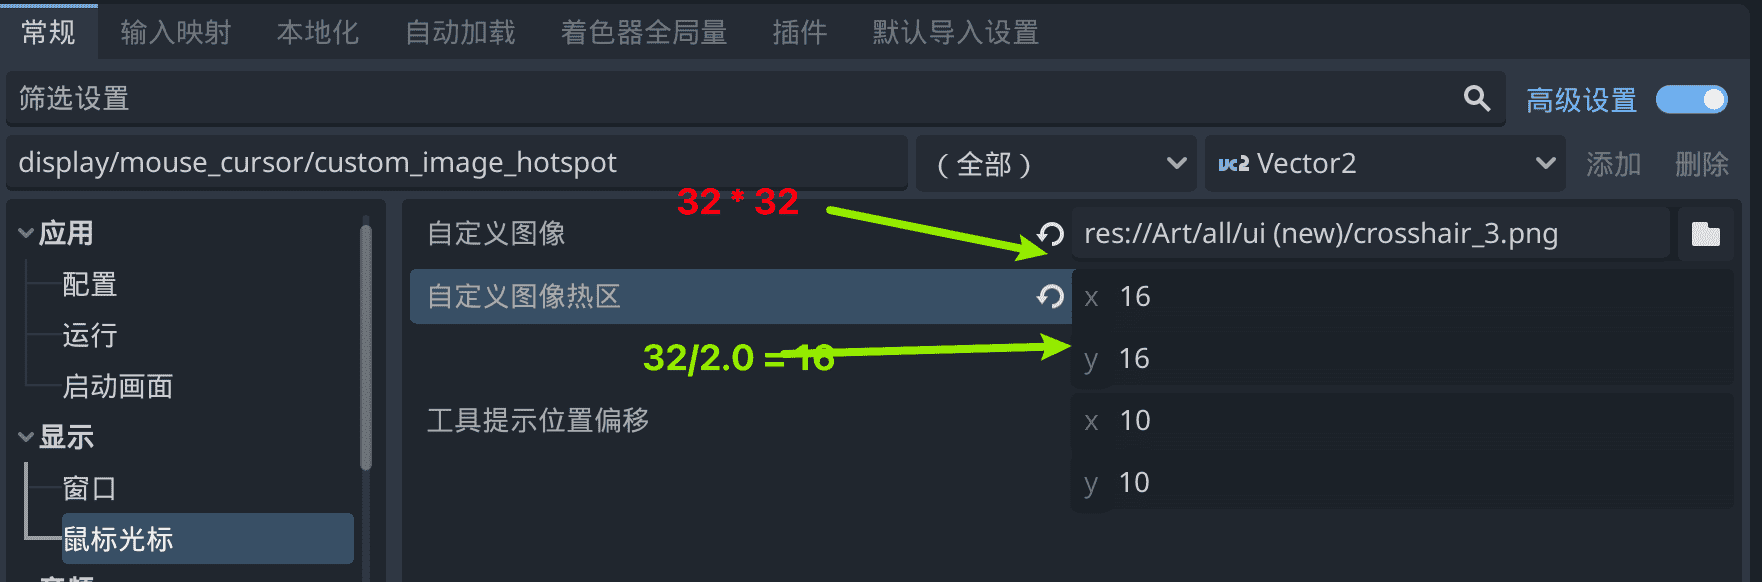 常规 输入映射 本地化 自动加载 着色器全局量 插件 默认导入设置
筛选设置 高级设置
display/mouse_cursor/custom_image_hotspot （全部） Vector2 添加 删除
32 * 32
应用 自定义图像 res://Art/all/ui (new)/crosshair_3.png
配置 自定义图像热区 x 16
运行 32/2.0 = 16 y 16
启动画面
工具提示位置偏移 x 10
显示
窗口 y 10
鼠标光标
音频